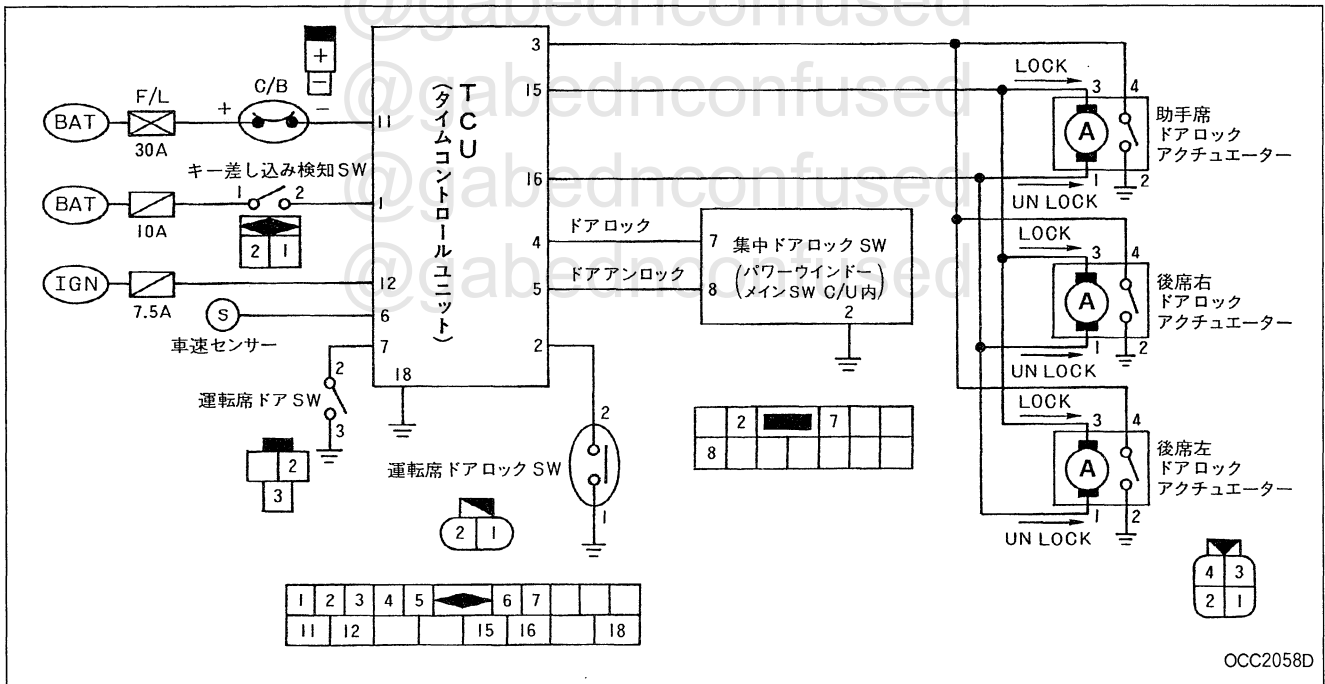 @gabednconfused
@gabednconfused
@gabednconfused
@gabednconfused
+
−
F/L
C/B
+
−
BAT
30A
11
キー差し込み検知SW
1
2
BAT
10A
1
2 1
IGN
7.5A
12
S
車速センサー
6
7
2
運転席ドアSW
3
2
3
TCU
(タイムコントロールユニット)
18
3
15
16
4
ドアロック
7
5
ドアアンロック
8
2
集中ドアロックSW
(パワーウインドー
メインSW C/U内)
2
2
運転席ドアロックSW
1
2 1
2 7
8
LOCK
3
4
A
助手席
ドアロック
アクチュエーター
1
2
UN LOCK
LOCK
3
4
A
後席右
ドアロック
アクチュエーター
1
2
UN LOCK
LOCK
3
4
A
後席左
ドアロック
アクチュエーター
1
2
UN LOCK
4 3
2 1
1 2 3 4 5 6 7
11 12 15 16 18
OCC2058D